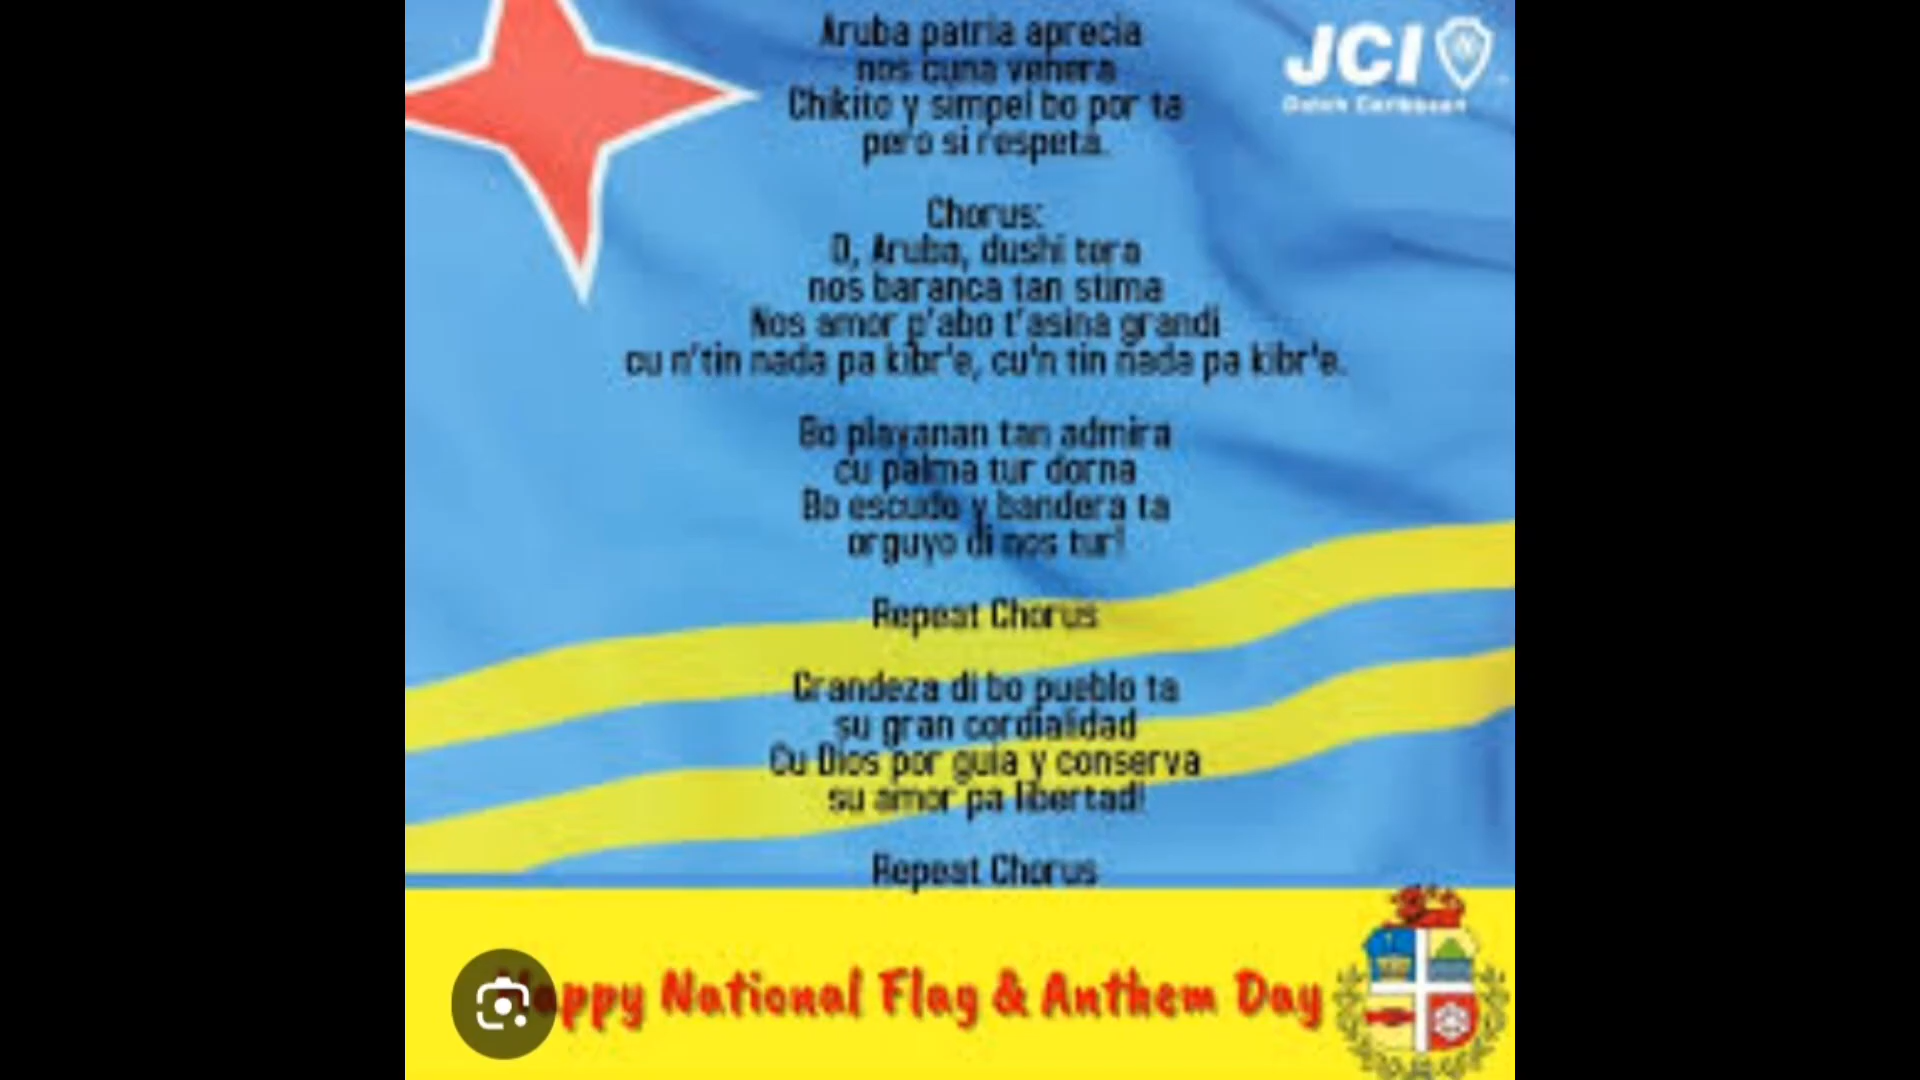 Aruba patria aprecia
nos cuna venera
Chikito y simpel bo por ta
pero si respeta.
JCI
Dutch Caribbean
Chorus:
O, Aruba, dushi tera
nos baranca tan stima
Nos amor p'abo t'asina grandi
cu n'tin nada pa kibr'e, cu'n tin nada pa kibr'e.
Bo playanan tan admira
cu palma tur dorna
Bo escudo y bandera ta
orguyo di nos tur!
Repeat Chorus
Grandeza di bo pueblo ta
su gran cordialidad
Cu Dios por guia y conserva
su amor pa libertad!
Repeat Chorus
Happy National Flag & Anthem Day